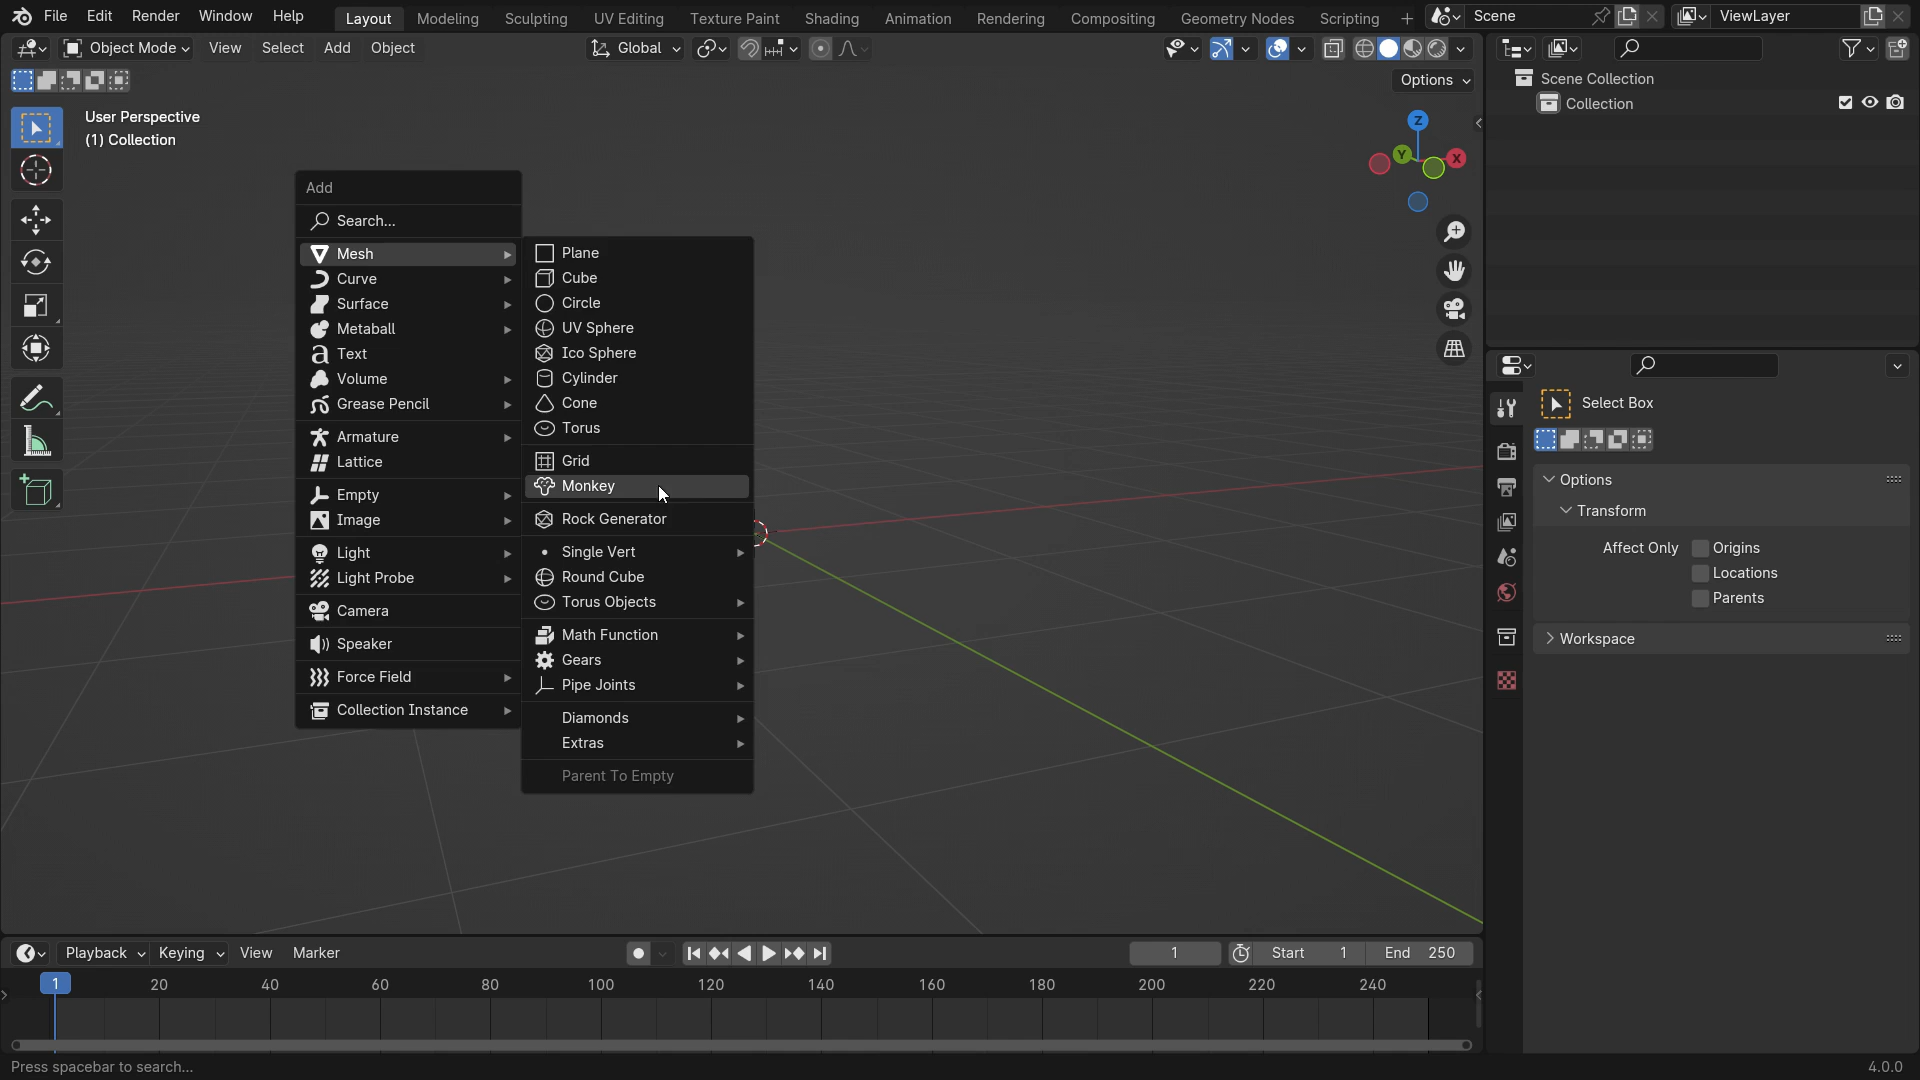 File Edit Render Window Help Layout Modeling Sculpting UV Editing Texture Paint Shading Animation Rendering Compositing Geometry Nodes Scripting + Scene ViewLayer
Object Mode View Select Add Object Global
Options
User Perspective
(1) Collection
Z
Y
X
Add
Search...
Mesh
Curve
Surface
Metaball
Text
Volume
Grease Pencil
Armature
Lattice
Empty
Image
Light
Light Probe
Camera
Speaker
Force Field
Collection Instance
Plane
Cube
Circle
UV Sphere
Ico Sphere
Cylinder
Cone
Torus
Grid
Monkey
Rock Generator
Single Vert
Round Cube
Torus Objects
Math Function
Gears
Pipe Joints
Diamonds
Extras
Parent To Empty
Scene Collection
Collection
Select Box
Options
Transform
Affect Only Origins
Locations
Parents
Workspace
Playback Keying View Marker 1 Start 1 End 250
1 20 40 60 80 100 120 140 160 180 200 220 240
Press spacebar to search...
4.0.0